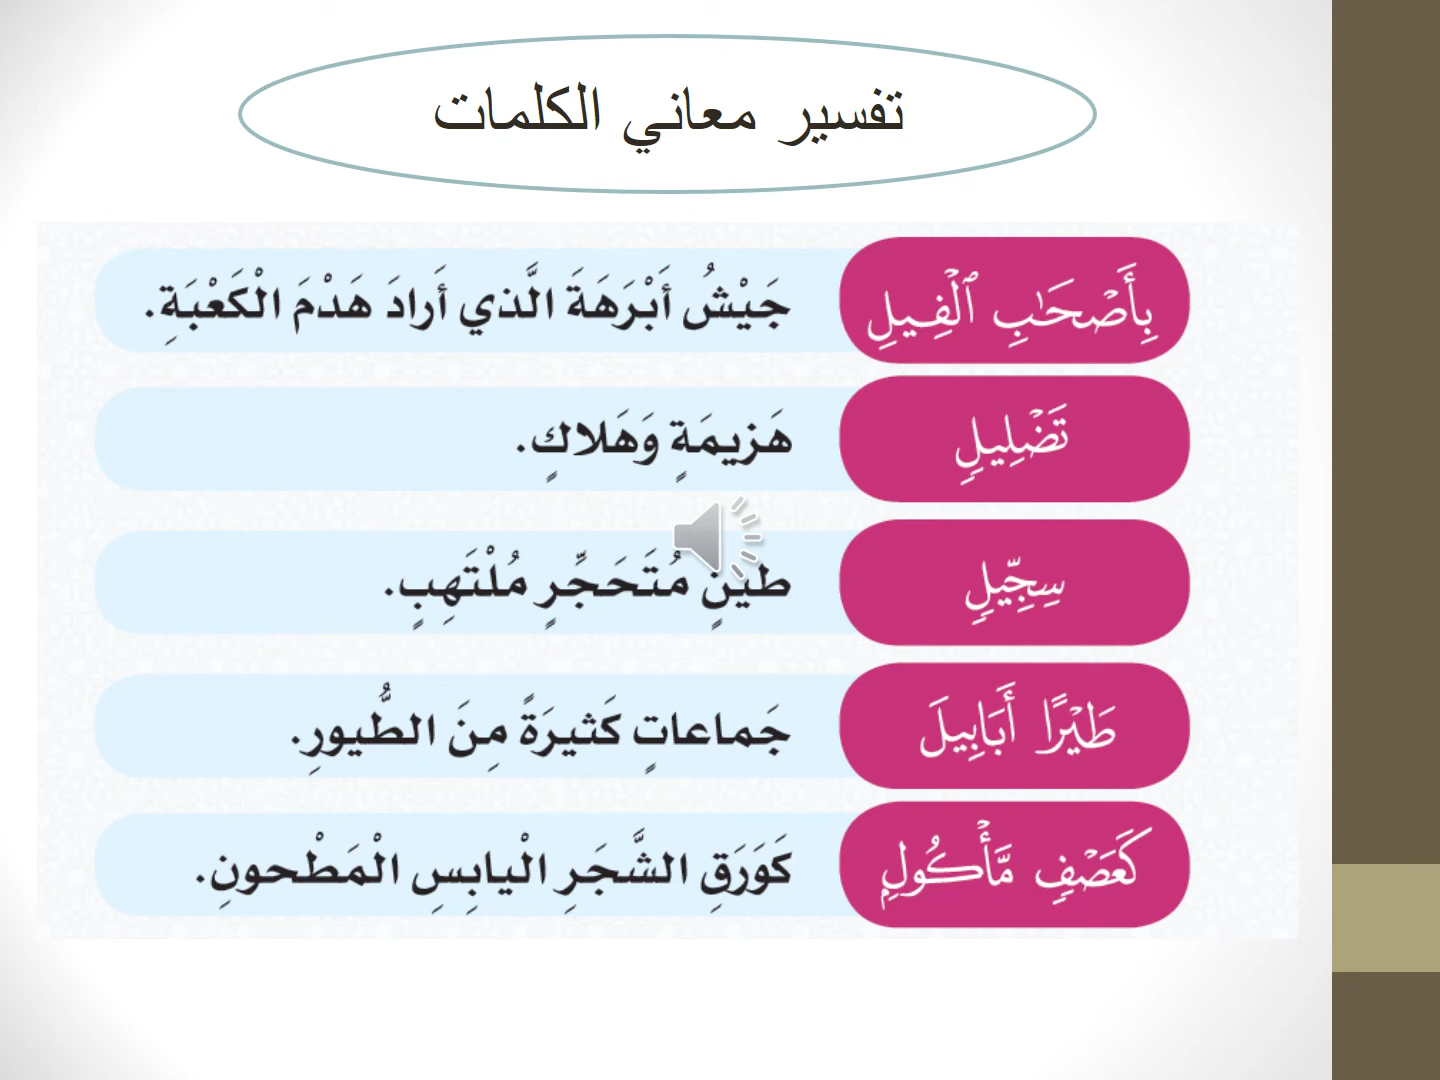 تفسير معاني الكلمات
بِأَصْحَٰبِ ٱلْفِيلِ جَيْشُ أَبْرَهَةَ الَّذي أَرادَ هَدْمَ الْكَعْبَةِ.
تَضْلِيلٍ هَزيمَةٍ وَهَلاكٍ.
سِجِّيلٍ طينٍ مُتَحَجِّرٍ مُلْتَهِبٍ.
طَيْرًا أَبَابِيلَ جَماعاتٍ كَثيرَةً مِنَ الطُّيورِ.
كَعَصْفٍ مَّأْكُولٍ كَوَرَقِ الشَّجَرِ الْيابِسِ الْمَطْحونِ.